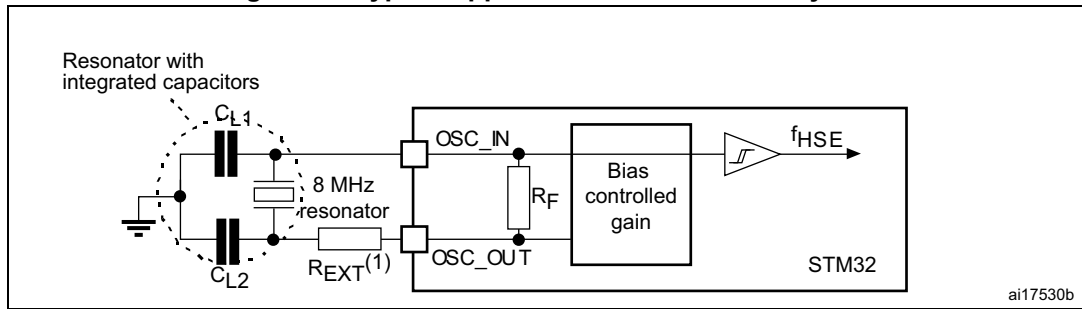 Resonator with
integrated capacitors
CL1
OSC_IN
fHSE
8 MHz
resonator
RF
Bias
controlled
gain
REXT(1)
OSC_OUT
STM32
CL2
ai17530b